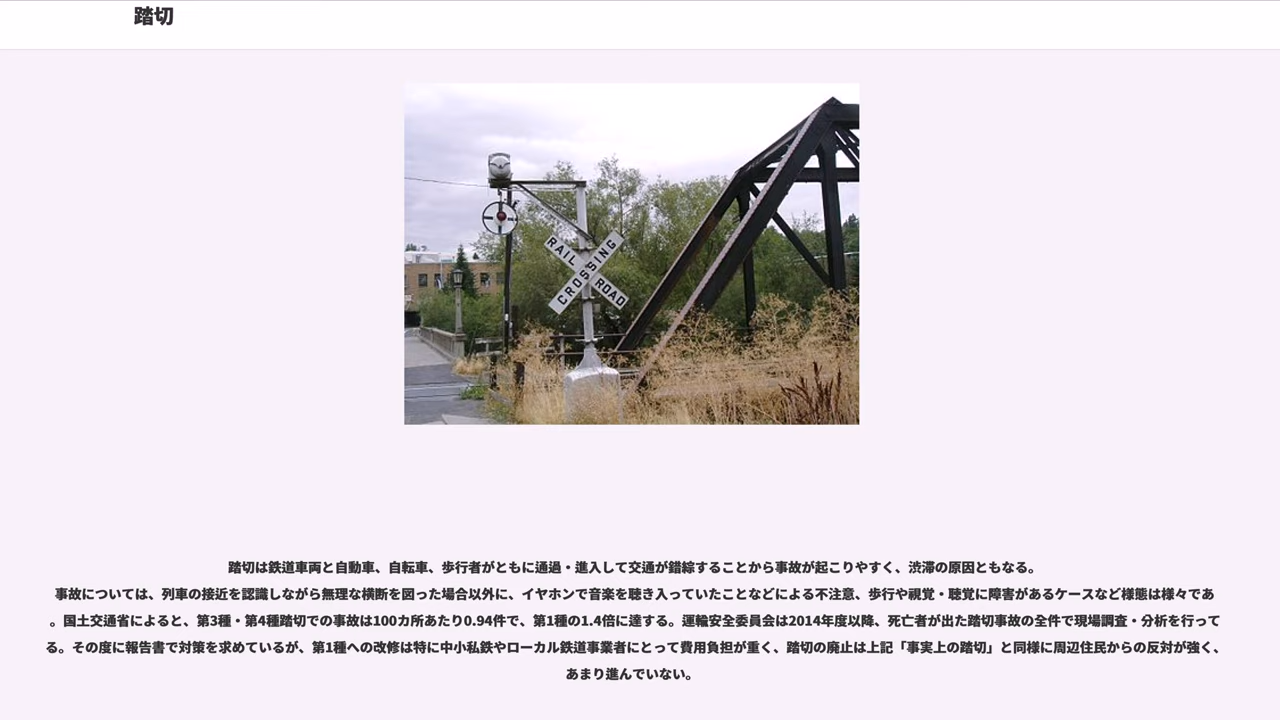 踏切
RAIL ROAD
CROSSING
踏切は鉄道車両と自動車、自転車、歩行者がともに通過・進入して交通が錯綜することから事故が起こりやすく、渋滞の原因ともなる。
事故については、列車の接近を認識しながら無理な横断を図った場合以外に、イヤホンで音楽を聴き入っていたことなどによる不注意、歩行や視覚・聴覚に障害があるケースなど様態は様々であ
。国土交通省によると、第3種・第4種踏切での事故は100カ所あたり0.94件で、第1種の1.4倍に達する。運輸安全委員会は2014年度以降、死亡者が出た踏切事故の全件で現場調査・分析を行って
る。その度に報告書で対策を求めているが、第1種への改修は特に中小私鉄やローカル鉄道事業者にとって費用負担が重く、踏切の廃止は上記「事実上の踏切」と同様に周辺住民からの反対が強く、
あまり進んでいない。